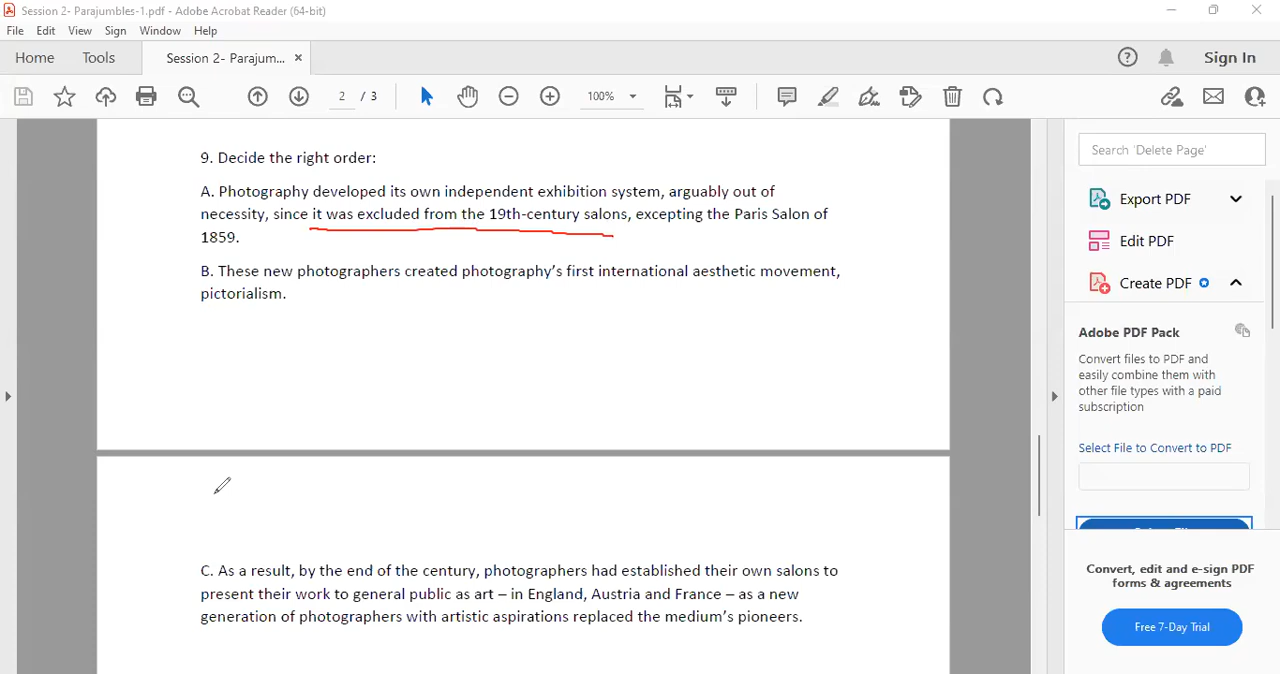 Session 2- Parajumbles-1.pdf - Adobe Acrobat Reader (64-bit)
File Edit View Sign Window Help
Home Tools Session 2- Parajum... × Sign In
2 / 3 100%
9. Decide the right order:
A. Photography developed its own independent exhibition system, arguably out of
necessity, since it was excluded from the 19th-century salons, excepting the Paris Salon of
1859.
B. These new photographers created photography’s first international aesthetic movement,
pictorialism.
C. As a result, by the end of the century, photographers had established their own salons to
present their work to general public as art – in England, Austria and France – as a new
generation of photographers with artistic aspirations replaced the medium’s pioneers.
Search 'Delete Page'
Export PDF
Edit PDF
Create PDF
Adobe PDF Pack
Convert files to PDF and
easily combine them with
other file types with a paid
subscription
Select File to Convert to PDF
Convert, edit and e-sign PDF
forms & agreements
Free 7-Day Trial